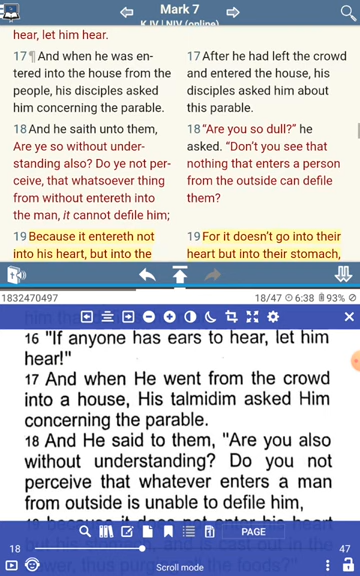 Mark 7
KJV | NIV (online)
hear, let him hear.
17 ¶ And when he was en-
tered into the house from the
people, his disciples asked
him concerning the parable.
18 And he saith unto them,
Are ye so without under-
standing also? Do ye not per-
ceive, that whatsoever thing
from without entereth into
the man, it cannot defile him;
19 Because it entereth not
into his heart, but into the
17 After he had left the crowd
and entered the house, his
disciples asked him about
this parable.
18 “Are you so dull?” he
asked. “Don’t you see that
nothing that enters a person
from the outside can defile
them?
19 For it doesn’t go into their
heart but into their stomach,
1832470497 18/47 6:38 93%
16 "If anyone has ears to hear, let him
hear!"
17 And when He went from the crowd
into a house, His talmidim asked Him
concerning the parable.
18 And He said to them, "Are you also
without understanding? Do you not
perceive that whatever enters a man
from outside is unable to defile him,
PAGE
18 47
Scroll mode